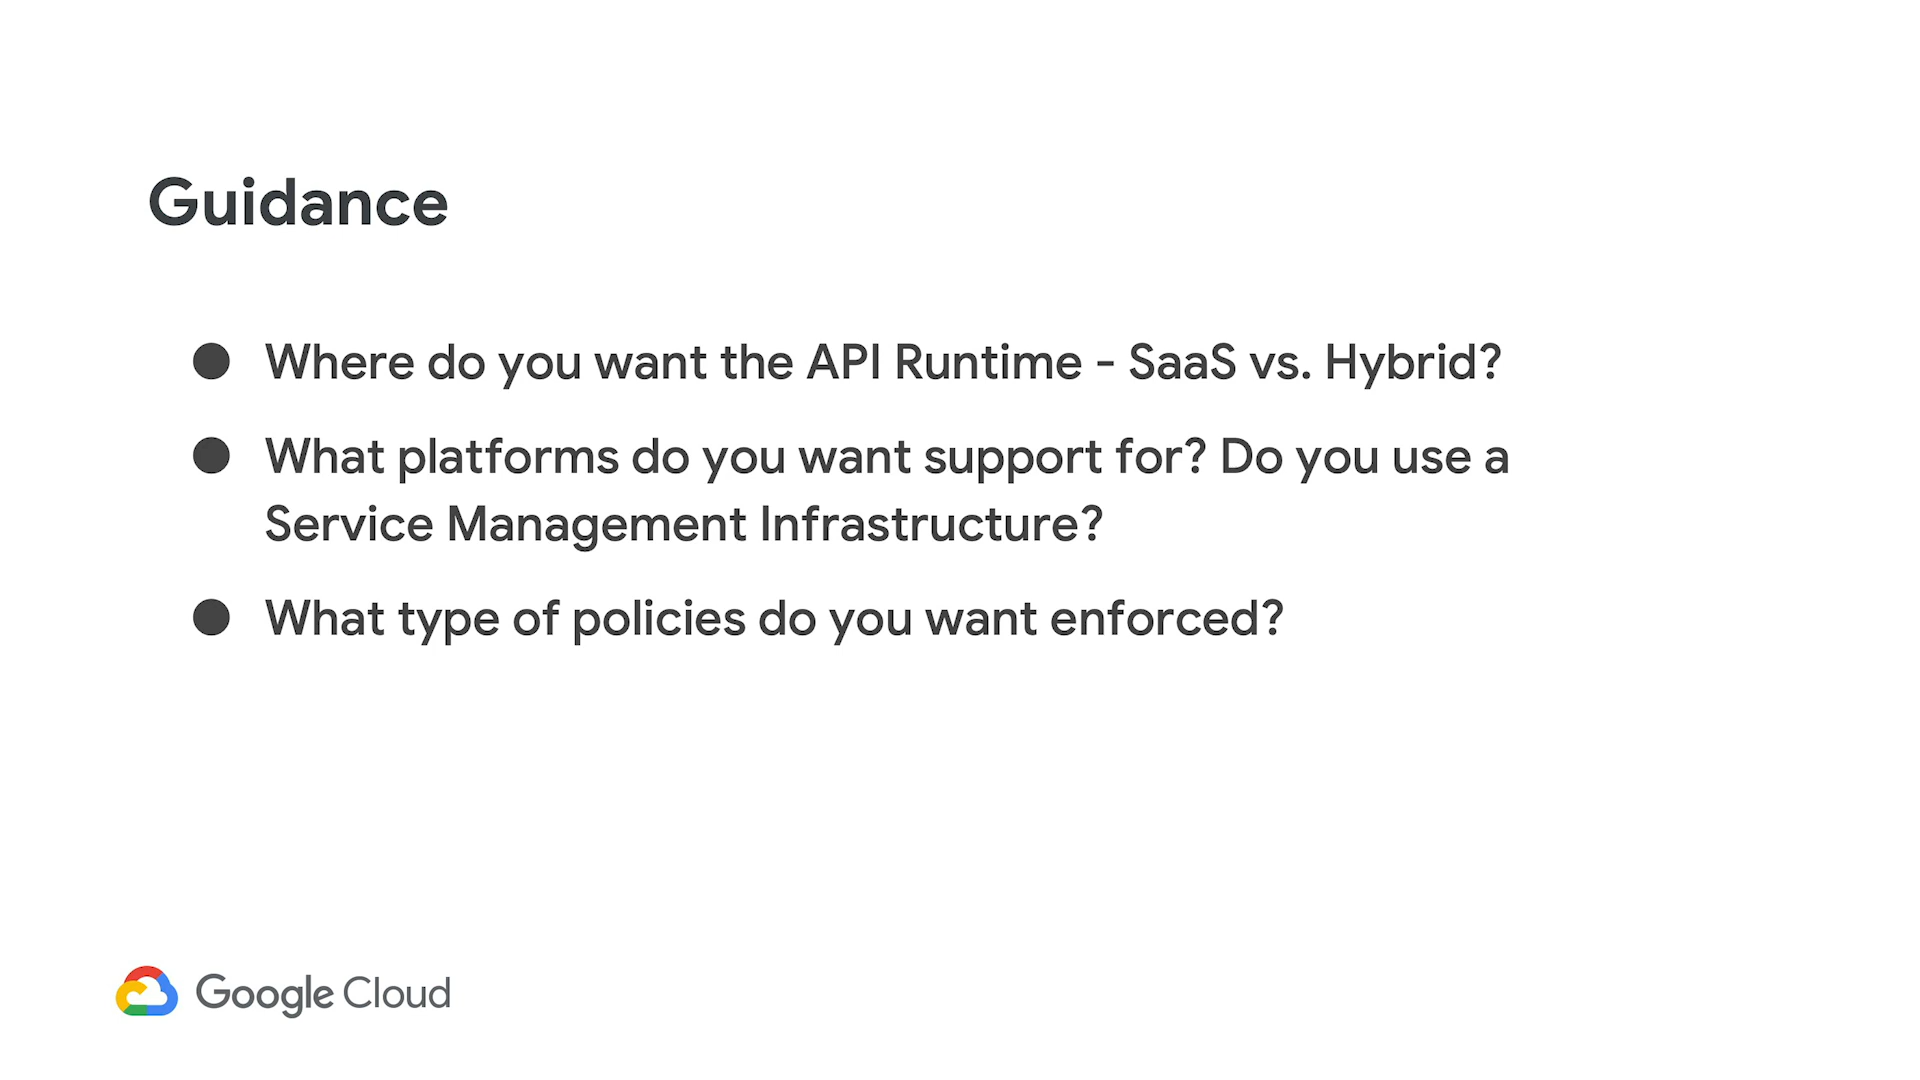 Guidance
● Where do you want the API Runtime - SaaS vs. Hybrid?
● What platforms do you want support for? Do you use a
Service Management Infrastructure?
● What type of policies do you want enforced?
Google Cloud